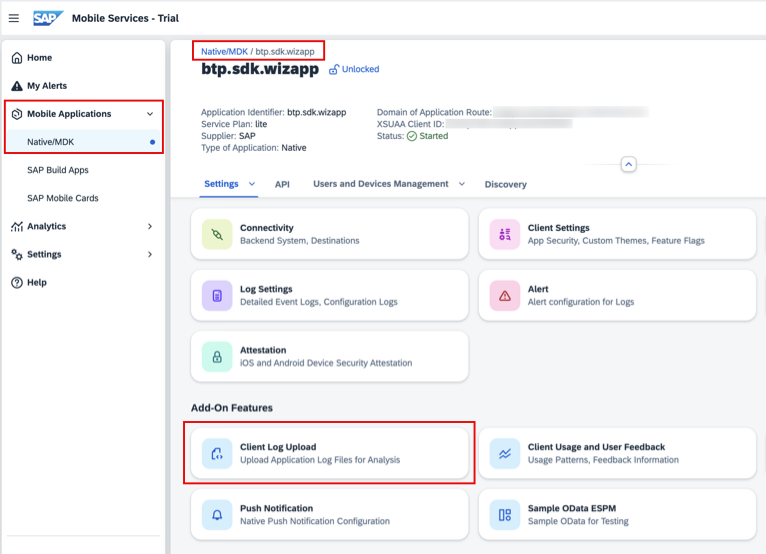 SAP Mobile Services - Trial
Home
My Alerts
Mobile Applications
Native/MDK
SAP Build Apps
SAP Mobile Cards
Analytics
Settings
Help
Native/MDK / btp.sdk.wizapp
btp.sdk.wizapp Unlocked
Application Identifier: btp.sdk.wizapp
Service Plan: lite
Supplier: SAP
Type of Application: Native
Domain of Application Route:
XSUAA Client ID:
Status: Started
Settings API Users and Devices Management Discovery
Connectivity
Backend System, Destinations
Client Settings
App Security, Custom Themes, Feature Flags
Log Settings
Detailed Event Logs, Configuration Logs
Alert
Alert configuration for Logs
Attestation
iOS and Android Device Security Attestation
Add-On Features
Client Log Upload
Upload Application Log Files for Analysis
Client Usage and User Feedback
Usage Patterns, Feedback Information
Push Notification
Native Push Notification Configuration
Sample OData ESPM
Sample OData for Testing